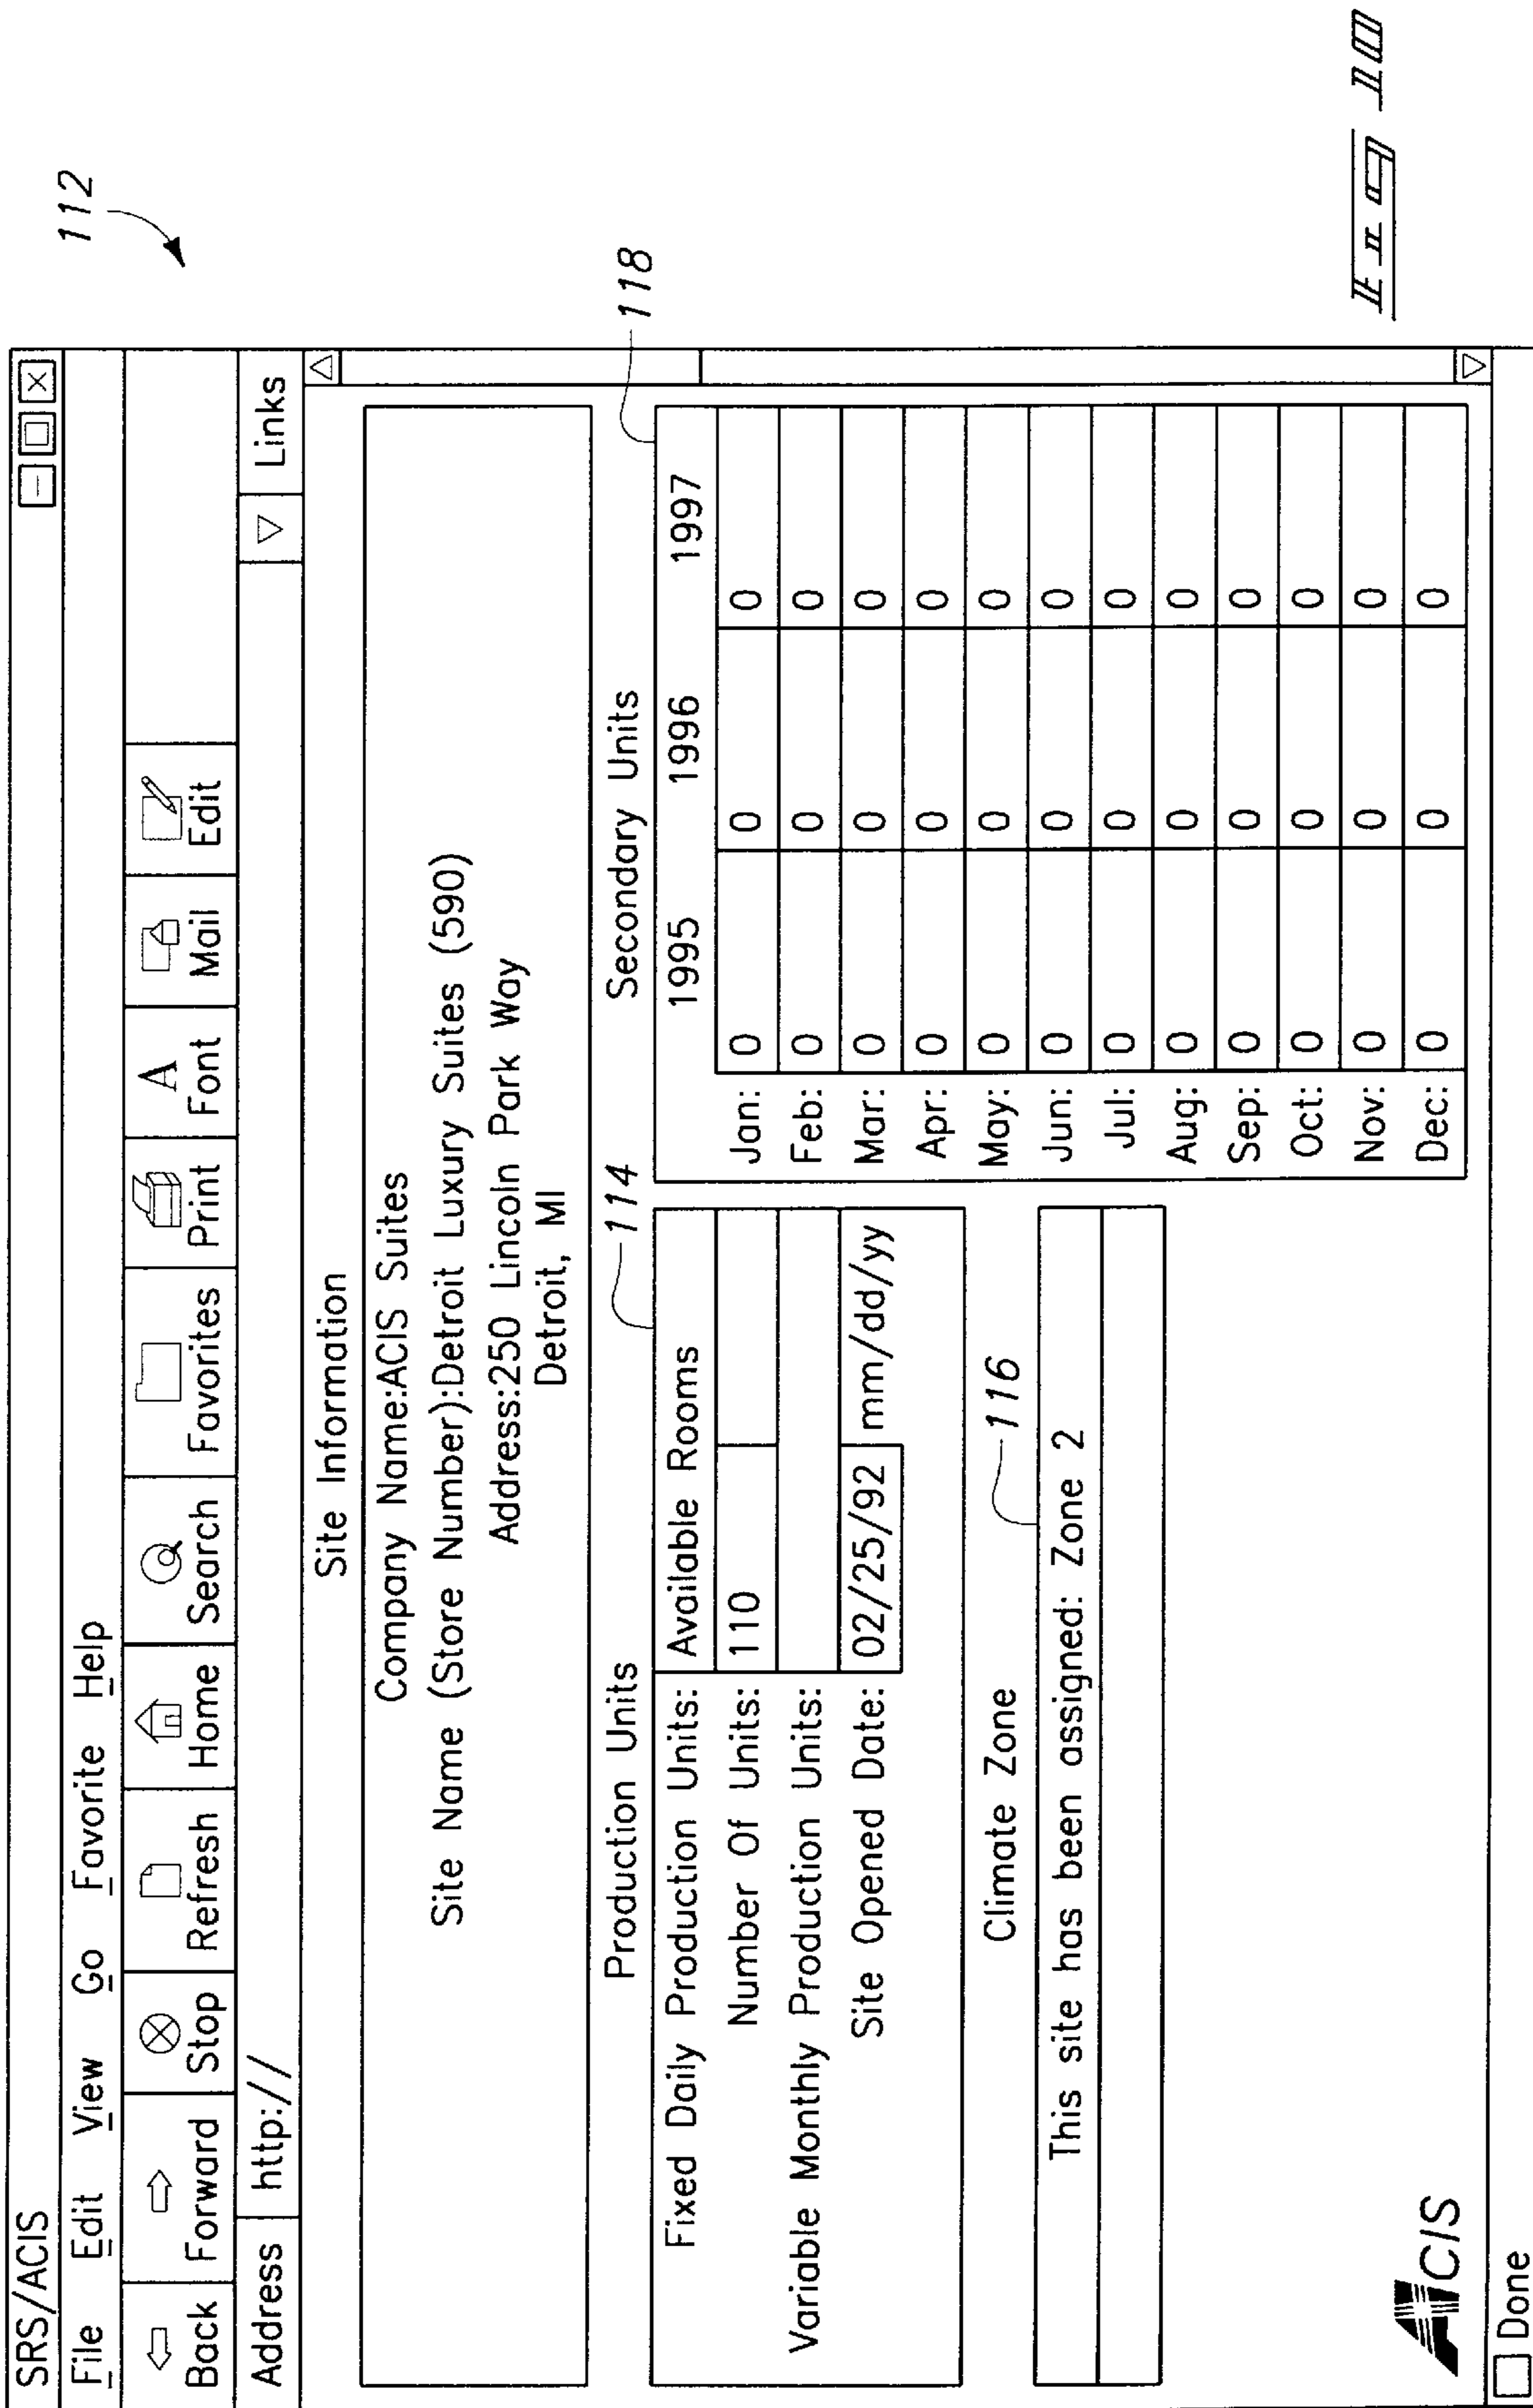 112
SRS/ACIS
File Edit View Go Favorite Help
Back Forward Stop Refresh Home Search Favorites Print Font Mail Edit
Address http:// Links
Site Information
Company Name:ACIS Suites
Site Name (Store Number):Detroit Luxury Suites (590)
Address:250 Lincoln Park Way
Detroit, MI
Production Units
114
Fixed Daily Production Units: Available Rooms
Number Of Units: 110
Variable Monthly Production Units:
Site Opened Date: 02/25/92 mm/dd/yy
Climate Zone
116
This site has been assigned: Zone 2
Secondary Units
118
1995 1996 1997
Jan: 0 0 0
Feb: 0 0 0
Mar: 0 0 0
Apr: 0 0 0
May: 0 0 0
Jun: 0 0 0
Jul: 0 0 0
Aug: 0 0 0
Sep: 0 0 0
Oct: 0 0 0
Nov: 0 0 0
Dec: 0 0 0
ACIS
Done
Fig 10